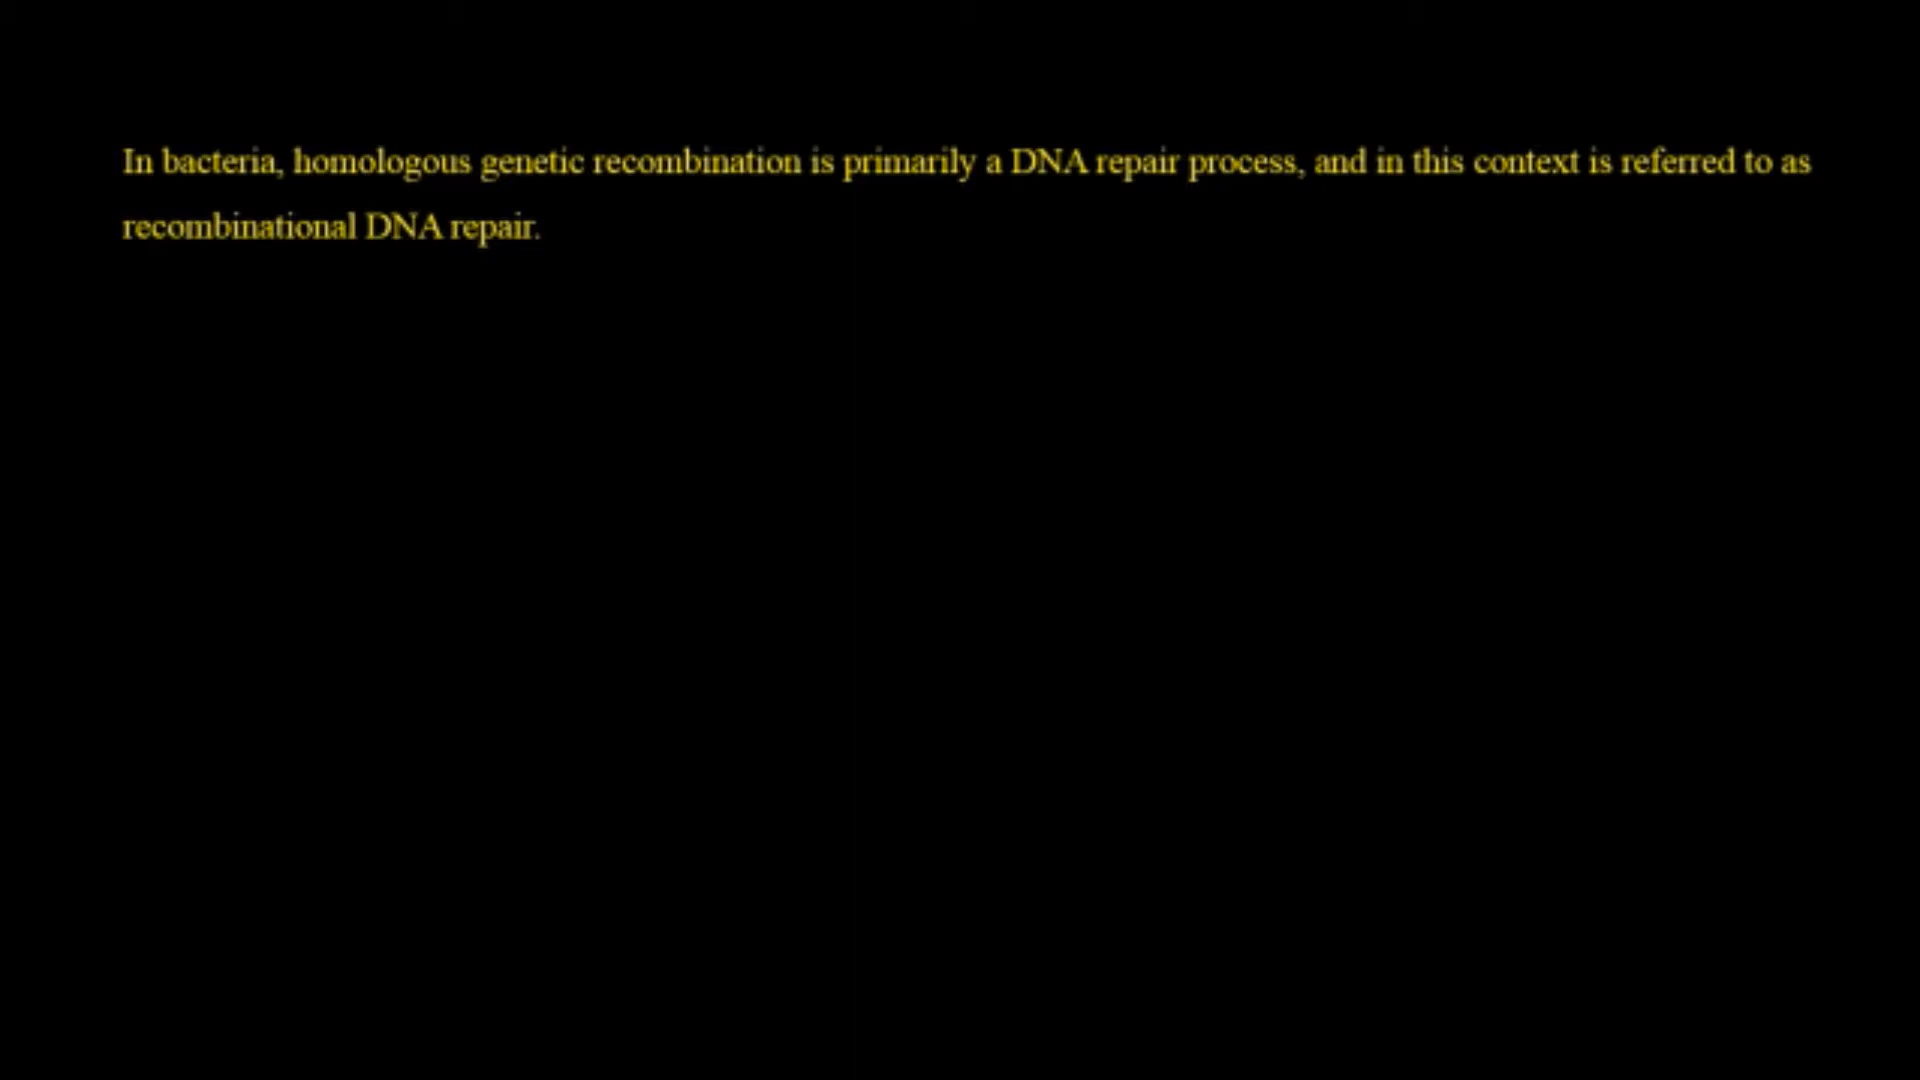 In bacteria, homologous genetic recombination is primarily a DNA repair process, and in this context is referred to as
recombinational DNA repair.